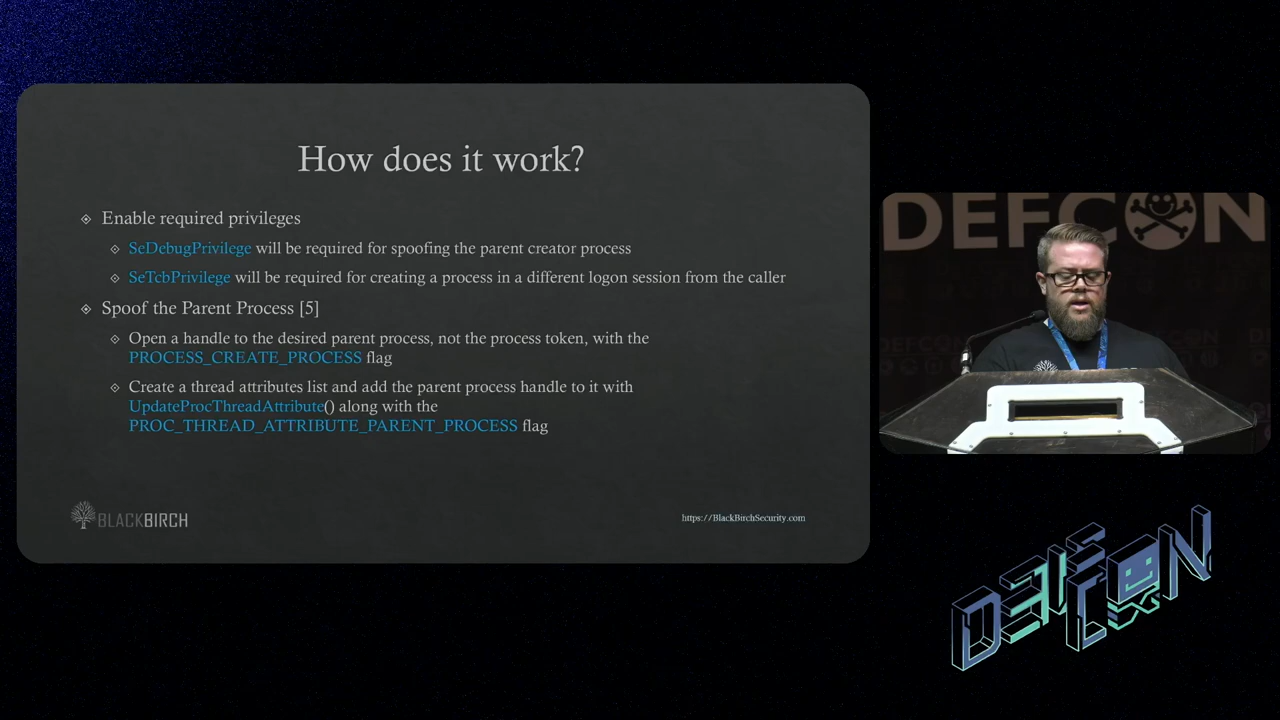 How does it work?
Enable required privileges
SeDebugPrivilege will be required for spoofing the parent creator process
SeTcbPrivilege will be required for creating a process in a different logon session from the caller
Spoof the Parent Process [5]
Open a handle to the desired parent process, not the process token, with the
PROCESS_CREATE_PROCESS flag
Create a thread attributes list and add the parent process handle to it with
UpdateProcThreadAttribute() along with the
PROC_THREAD_ATTRIBUTE_PARENT_PROCESS flag
BLACKBIRCH
https://BlackBirchSecurity.com
DEFCON
DEF CON